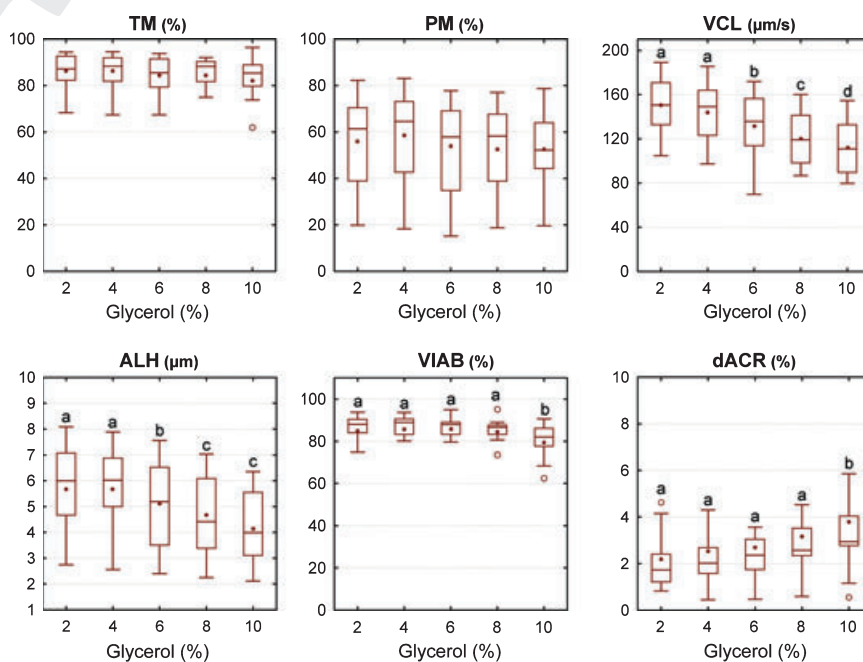 TM (%)
PM (%)
VCL (µm/s)
100
80
60
40
20
0
2 4 6 8 10
Glycerol (%)
100
80
60
40
20
0
2 4 6 8 10
Glycerol (%)
200
160
120
80
40
0
a a b c d
2 4 6 8 10
Glycerol (%)
ALH (µm)
VIAB (%)
dACR (%)
10
9
8
7
6
5
4
3
2
1
a a b c c
2 4 6 8 10
Glycerol (%)
100
80
60
40
20
0
a a a a b
2 4 6 8 10
Glycerol (%)
10
8
6
4
2
0
a a a a b
2 4 6 8 10
Glycerol (%)